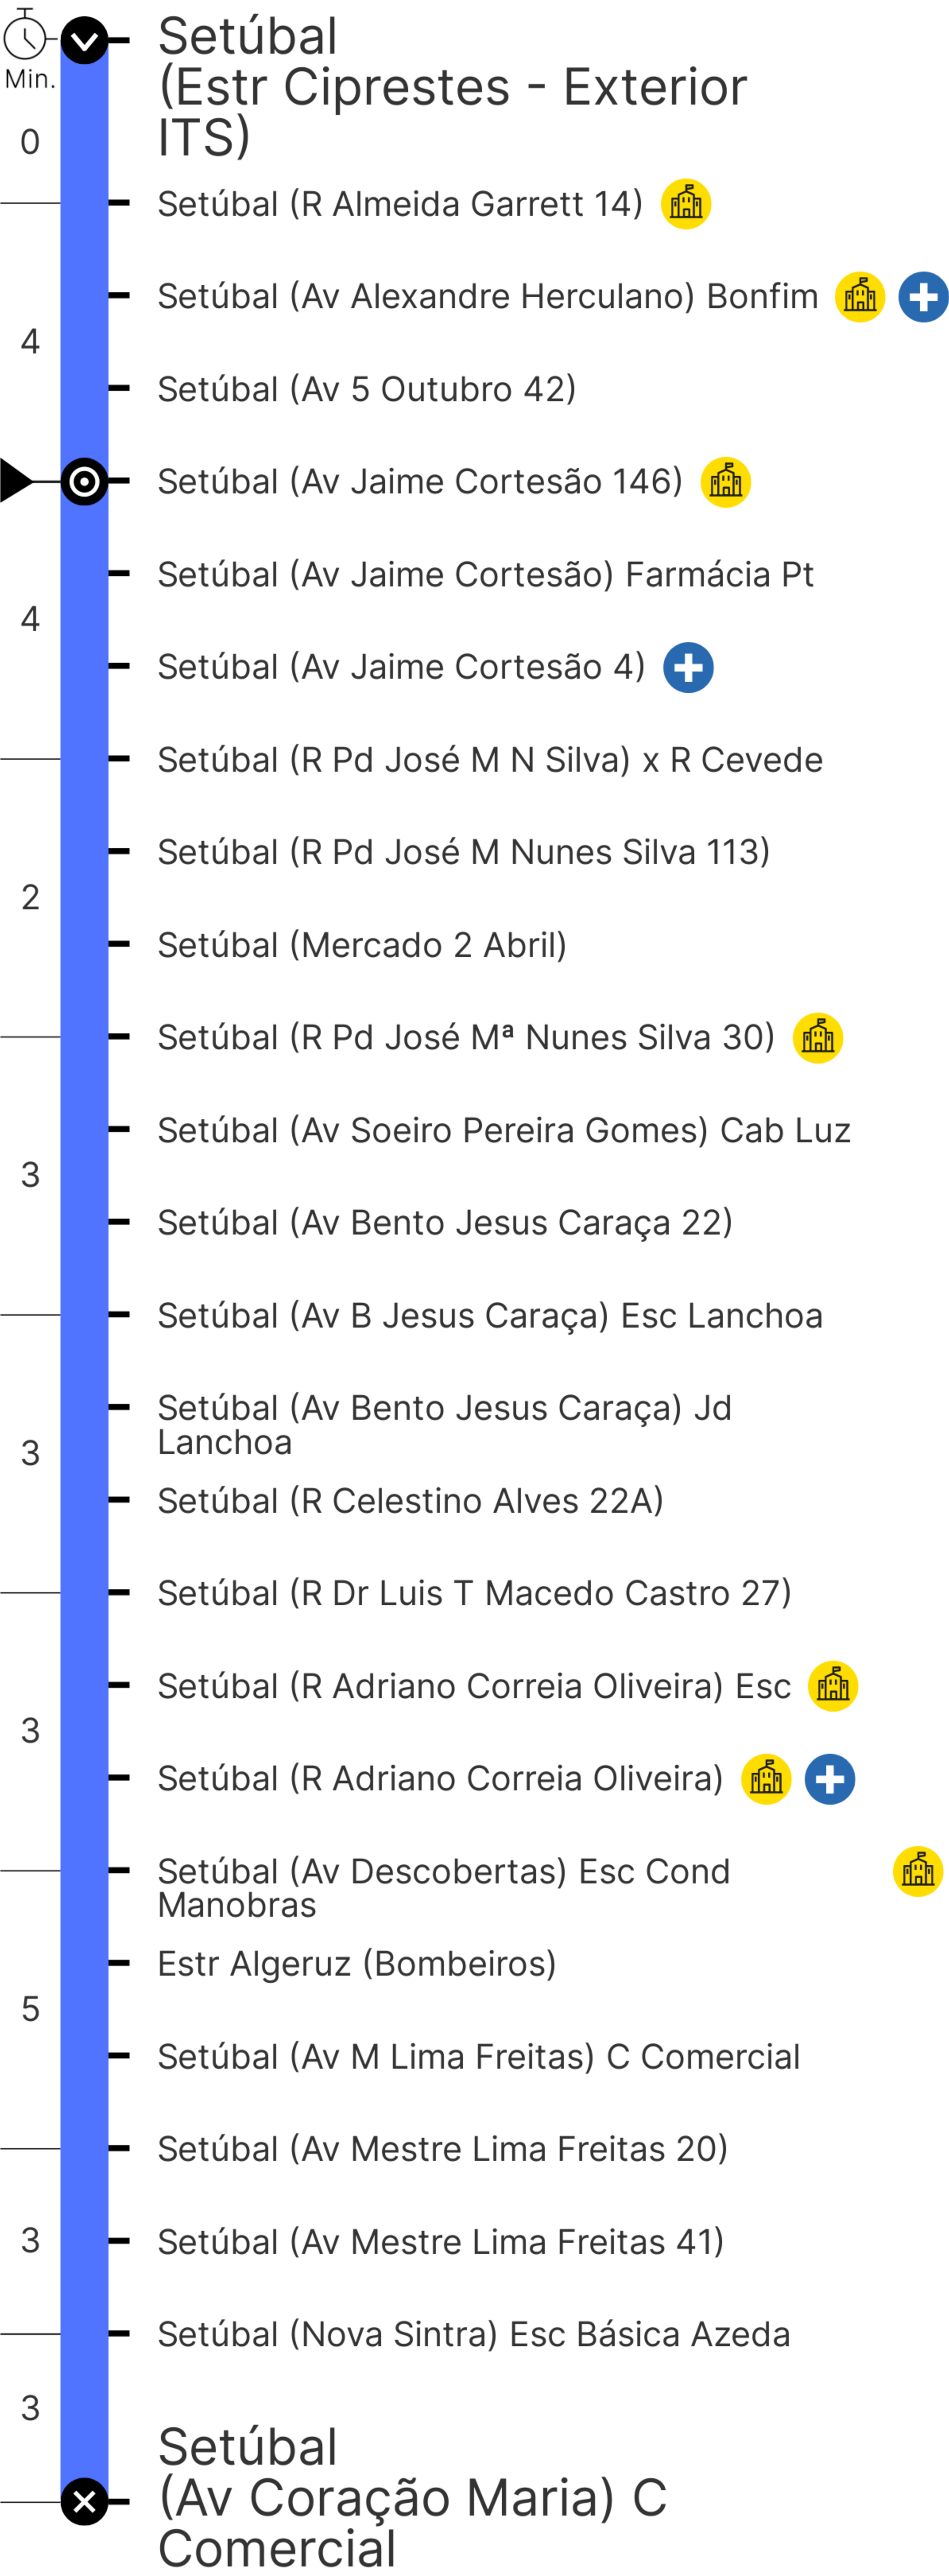 Setúbal
(Estr Ciprestes - Exterior
ITS)
Min.
0
Setúbal (R Almeida Garrett 14)
Setúbal (Av Alexandre Herculano) Bonfim
4
Setúbal (Av 5 Outubro 42)
Setúbal (Av Jaime Cortesão 146)
Setúbal (Av Jaime Cortesão) Farmácia Pt
4
Setúbal (Av Jaime Cortesão 4)
Setúbal (R Pd José M N Silva) x R Cevede
Setúbal (R Pd José M Nunes Silva 113)
2
Setúbal (Mercado 2 Abril)
Setúbal (R Pd José Mª Nunes Silva 30)
Setúbal (Av Soeiro Pereira Gomes) Cab Luz
3
Setúbal (Av Bento Jesus Caraça 22)
Setúbal (Av B Jesus Caraça) Esc Lanchoa
Setúbal (Av Bento Jesus Caraça) Jd
Lanchoa
3
Setúbal (R Celestino Alves 22A)
Setúbal (R Dr Luis T Macedo Castro 27)
Setúbal (R Adriano Correia Oliveira) Esc
3
Setúbal (R Adriano Correia Oliveira)
Setúbal (Av Descobertas) Esc Cond
Manobras
Estr Algeruz (Bombeiros)
5
Setúbal (Av M Lima Freitas) C Comercial
Setúbal (Av Mestre Lima Freitas 20)
3
Setúbal (Av Mestre Lima Freitas 41)
Setúbal (Nova Sintra) Esc Básica Azeda
3
Setúbal
(Av Coração Maria) C
Comercial